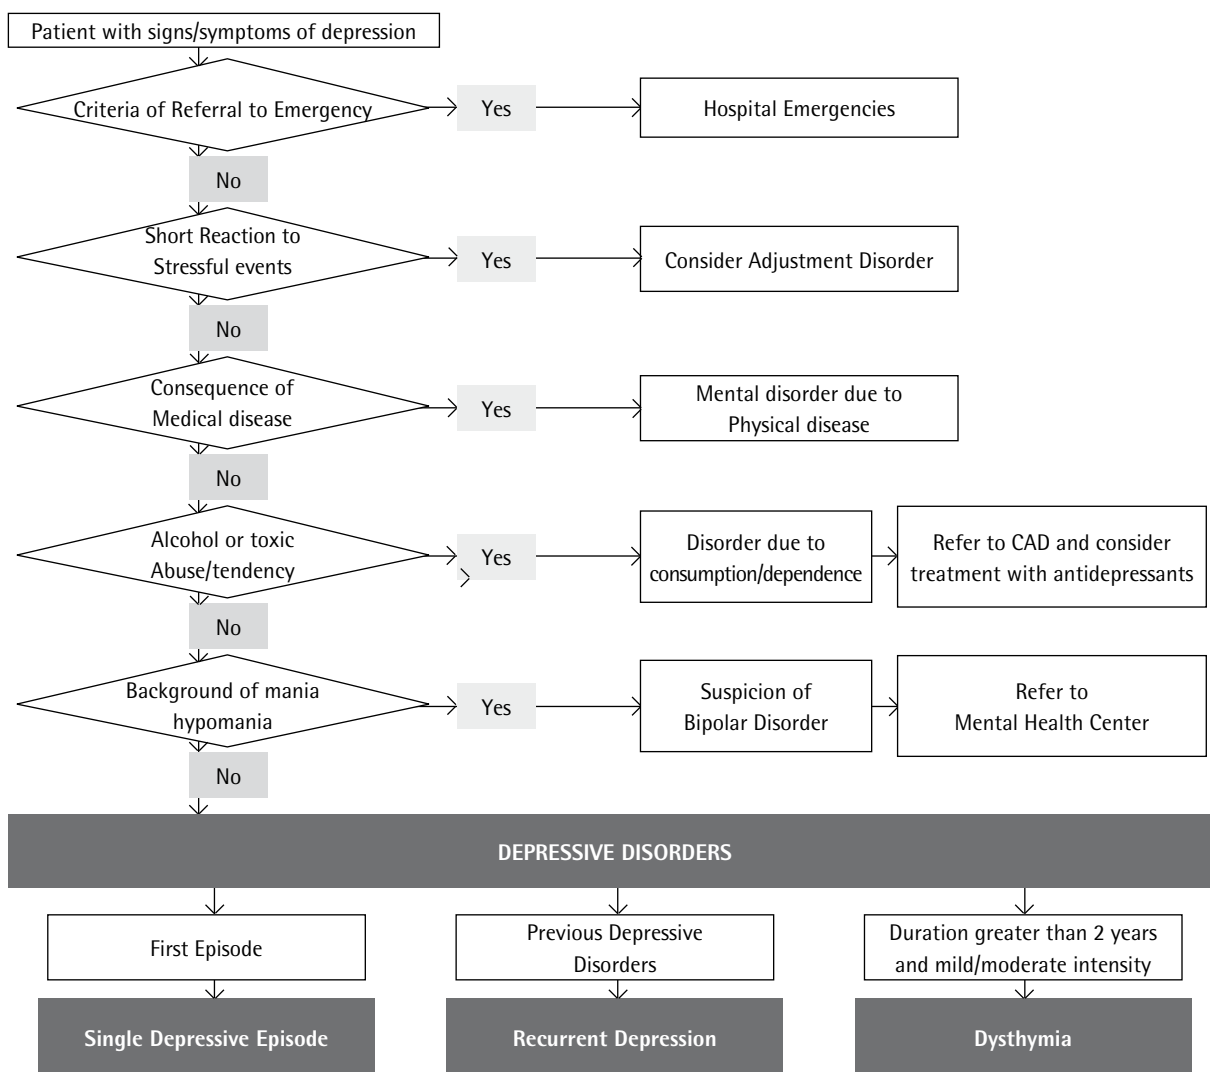 Patient with signs/symptoms of depression
Criteria of Referral to Emergency
Yes
Hospital Emergencies
No
Short Reaction to
Stressful events
Yes
Consider Adjustment Disorder
No
Consequence of
Medical disease
Yes
Mental disorder due to
Physical disease
No
Alcohol or toxic
Abuse/tendency
Yes
Disorder due to
consumption/dependence
Refer to CAD and consider
treatment with antidepressants
No
Background of mania
hypomania
Yes
Suspicion of
Bipolar Disorder
Refer to
Mental Health Center
No
DEPRESSIVE DISORDERS
First Episode
Previous Depressive
Disorders
Duration greater than 2 years
and mild/moderate intensity
Single Depressive Episode
Recurrent Depression
Dysthymia